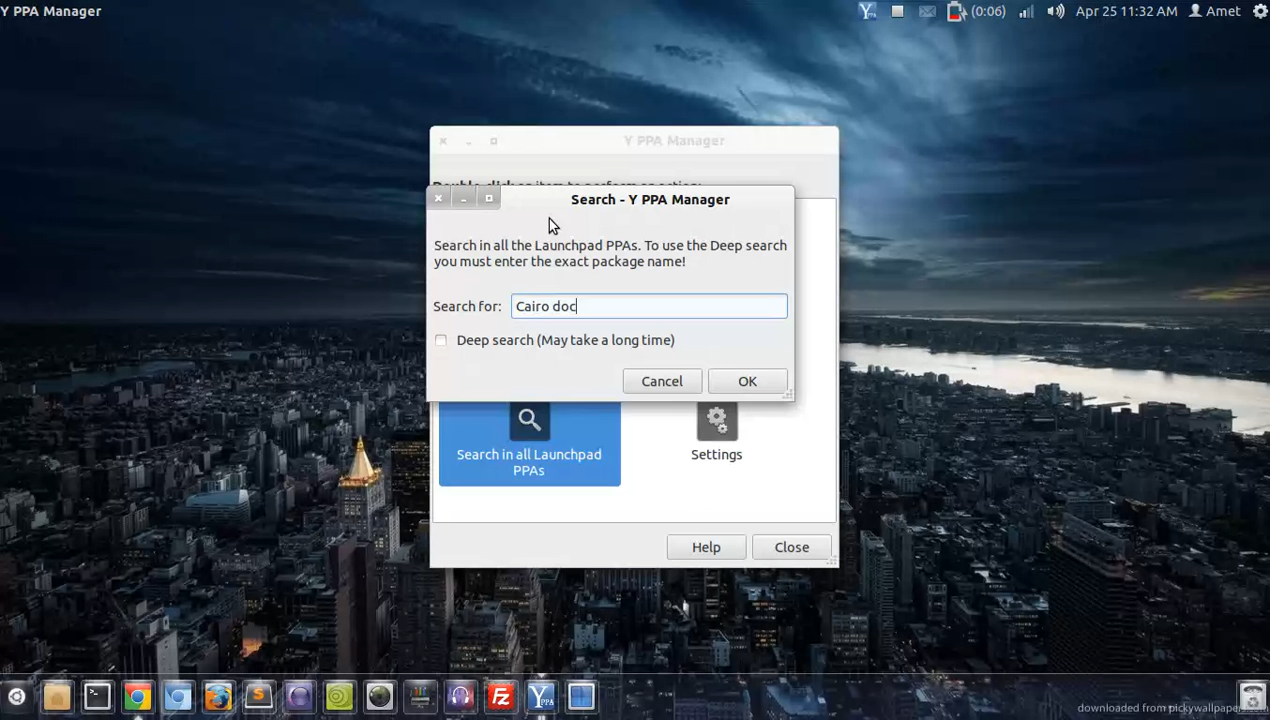 Y PPA Manager
(0:06) Apr 25 11:32 AM Amet
Y PPA Manager
Search - Y PPA Manager
Search in all the Launchpad PPAs. To use the Deep search
you must enter the exact package name!
Search for: Cairo doc
Deep search (May take a long time)
Cancel OK
Search in all Launchpad
PPAs
Settings
Help Close
downloaded from pickywallpapers.com